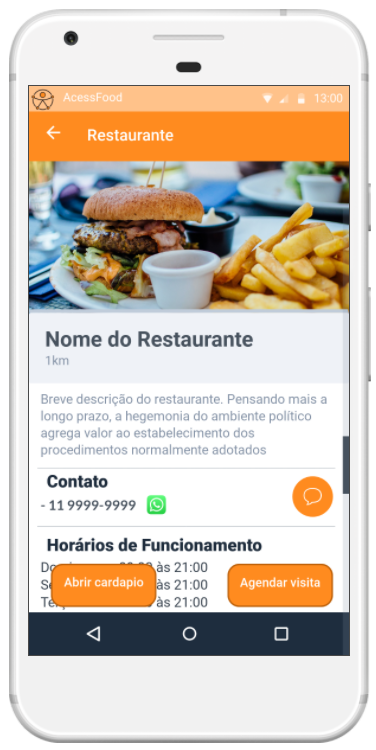 AcessFood 13:00
Restaurante
Nome do Restaurante
1km
Breve descrição do restaurante. Pensando mais a
longo prazo, a hegemonia do ambiente político
agrega valor ao estabelecimento dos
procedimentos normalmente adotados
Contato
- 11 9999-9999
Horários de Funcionamento
às 21:00
às 21:00
às 21:00
Abrir cardapio Agendar visita